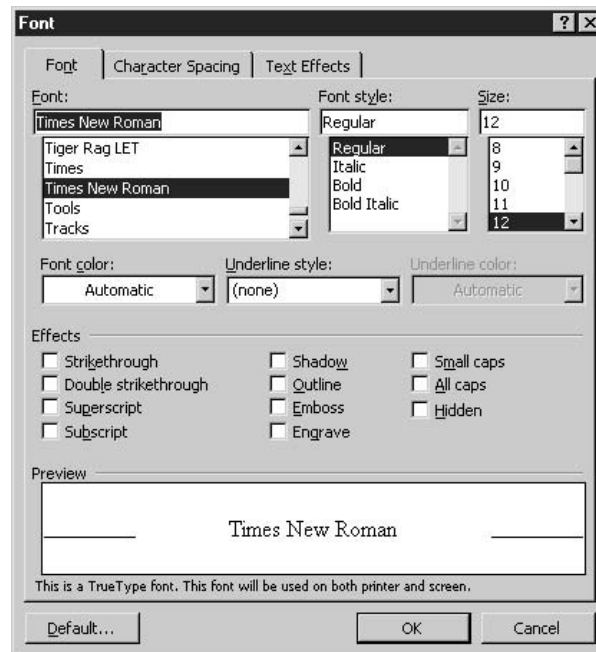 Font
Font Character Spacing Text Effects
Font: Font style: Size:
Times New Roman Regular 12
Tiger Rag LET Regular 8
Times Italic 9
Times New Roman Bold 10
Tools Bold Italic 11
Tracks 12
Font color: Underline style: Underline color:
Automatic (none) Automatic
Effects
Strikethrough Shadow Small caps
Double strikethrough Outline All caps
Superscript Emboss Hidden
Subscript Engrave
Preview
Times New Roman
This is a TrueType font. This font will be used on both printer and screen.
Default... OK Cancel